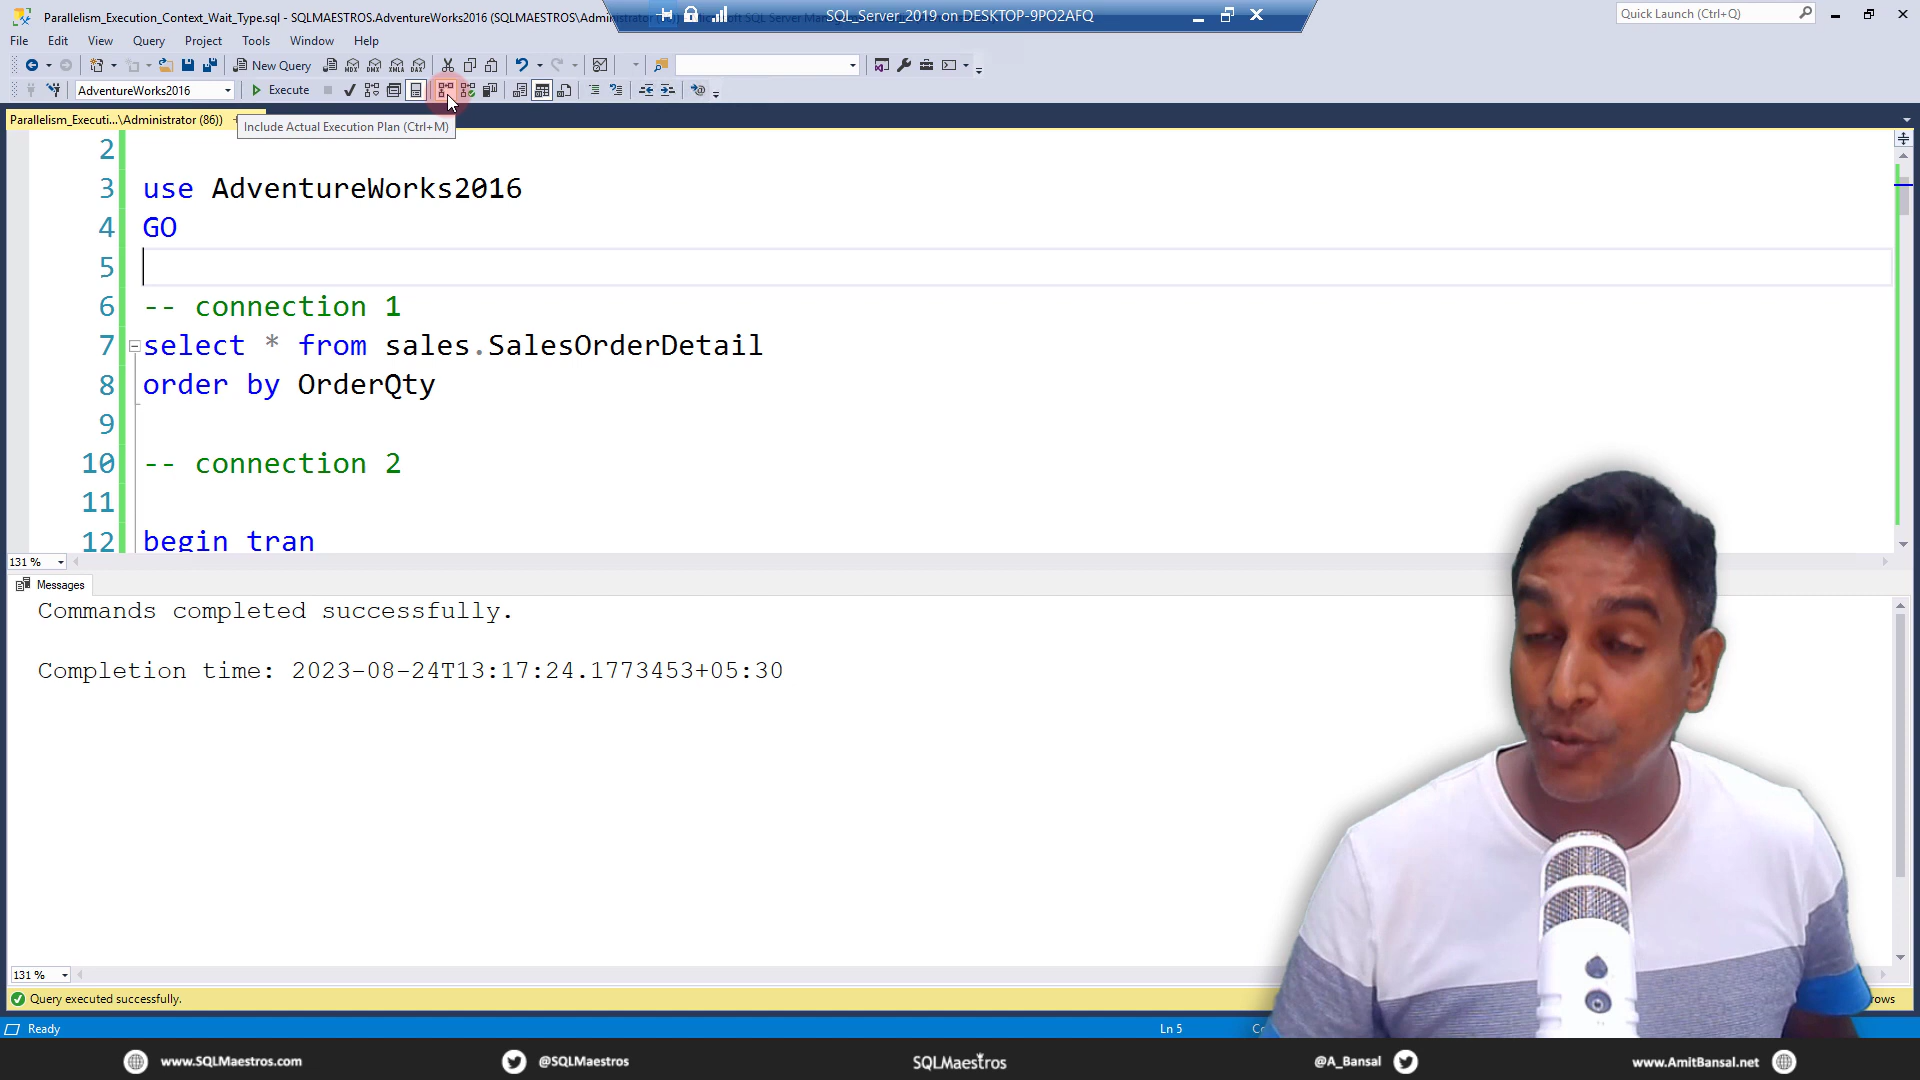 Parallelism_Execution_Context_Wait_Type.sql - SQLMAESTROS.AdventureWorks2016 (SQLMAESTROS\Admini
SQL_Server_2019 on DESKTOP-9PO2AFQ
Quick Launch (Ctrl+Q)
File Edit View Query Project Tools Window Help
New Query
AdventureWorks2016
Execute
Parallelism_Executi...\Administrator (86))
Include Actual Execution Plan (Ctrl+M)
2
3 use AdventureWorks2016
4 GO
5
6 -- connection 1
7 select * from sales.SalesOrderDetail
8 order by OrderQty
9
10 -- connection 2
11
12 begin tran
131 %
Messages
Commands completed successfully.
Completion time: 2023-08-24T13:17:24.1773453+05:30
131 %
Query executed successfully.
rows
Ready
Ln 5
www.SQLMaestros.com
@SQLMaestros
SQLMaestros
@A_Bansal
www.AmitBansal.net